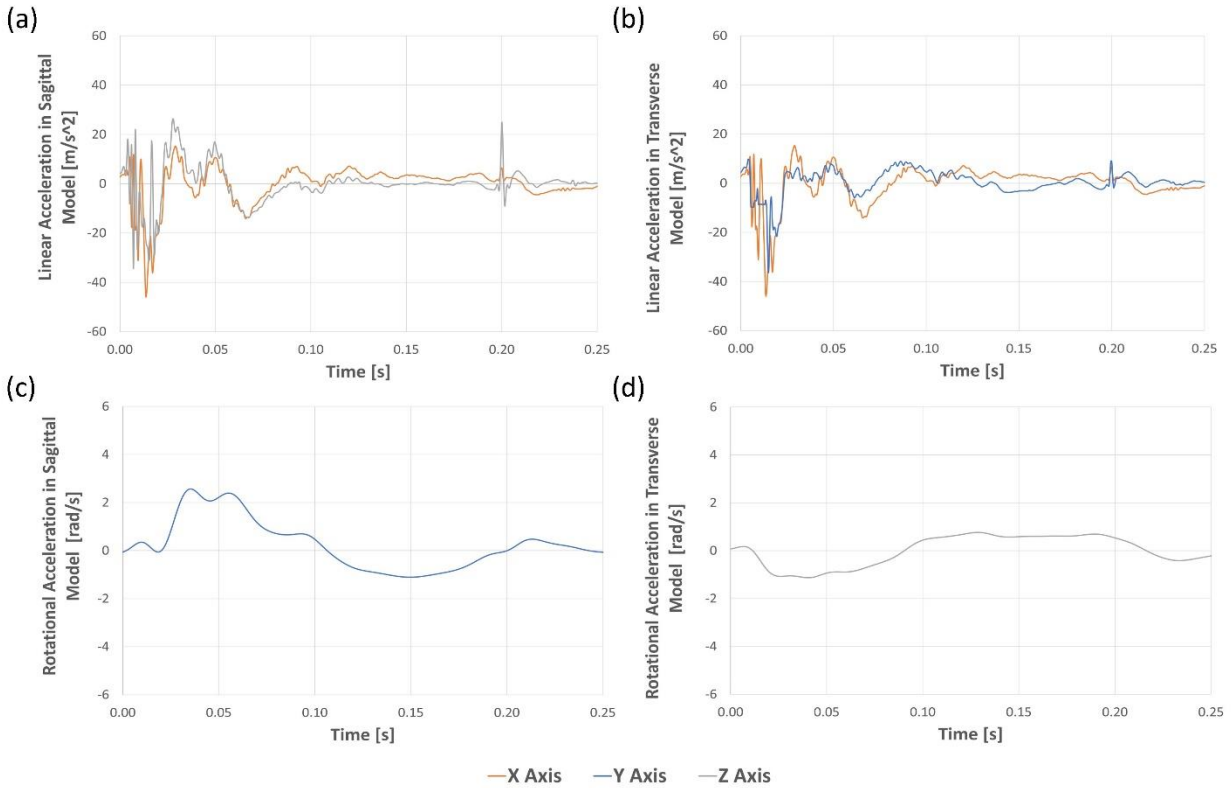 (a)
Linear Acceleration in Sagittal
Model [m/s^2]
60
40
20
0
-20
-40
-60
0.00 0.05 0.10 0.15 0.20 0.25
Time [s]
(b)
Linear Acceleration in Transverse
Model [m/s^2]
60
40
20
0
-20
-40
-60
0.00 0.05 0.10 0.15 0.20 0.25
Time [s]
(c)
Rotational Acceleration in Sagittal
Model [rad/s]
6
4
2
0
-2
-4
-6
0.00 0.05 0.10 0.15 0.20 0.25
Time [s]
(d)
Rotational Acceleration in Transverse
Model [rad/s]
6
4
2
0
-2
-4
-6
0.00 0.05 0.10 0.15 0.20 0.25
Time [s]
X Axis Y Axis Z Axis